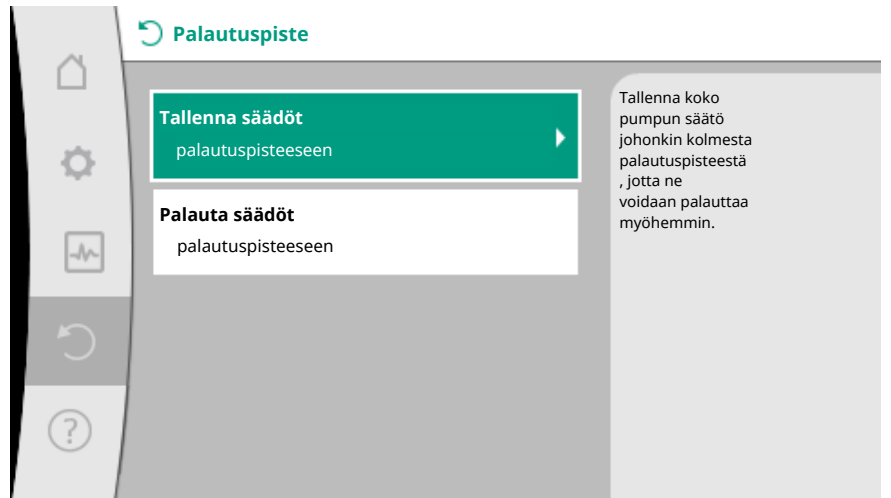 Palautuspiste
Tallenna säädöt
palautuspisteeseen
Palauta säädöt
palautuspisteeseen
Tallenna koko
pumpun säätö
johonkin kolmesta
palautuspisteestä
, jotta ne
voidaan palauttaa
myöhemmin.
?